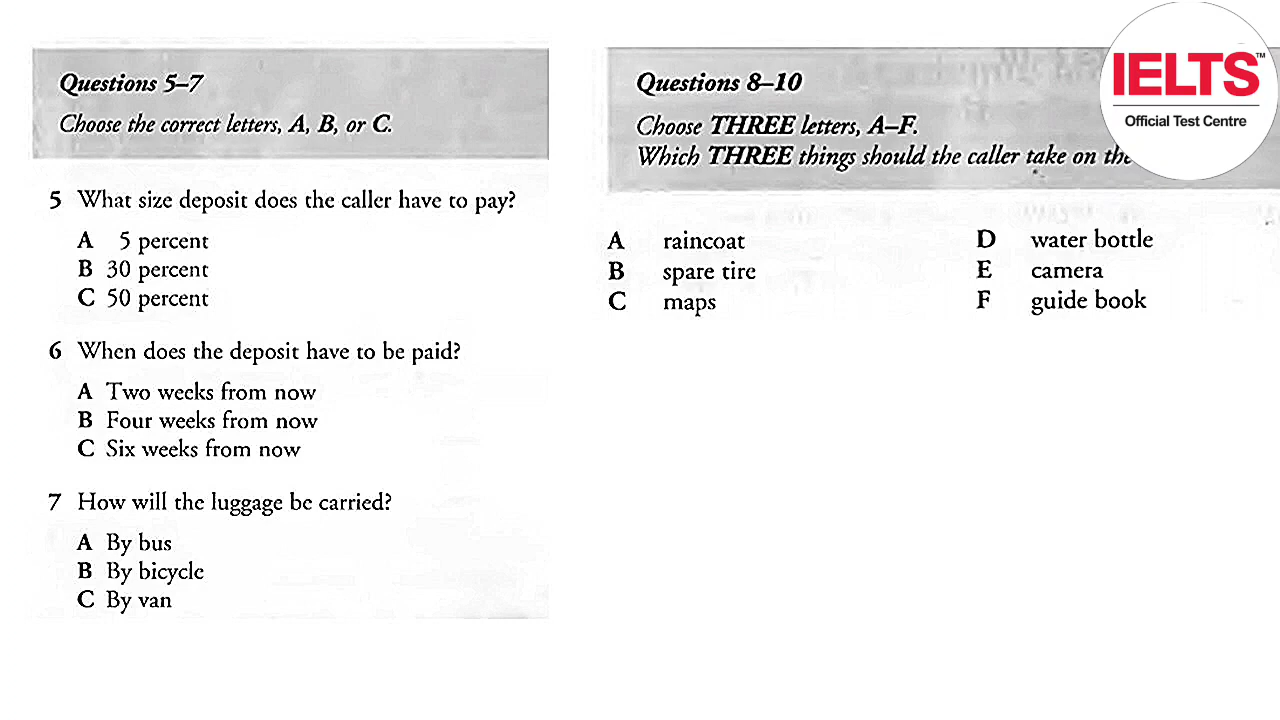 Questions 5–7
Choose the correct letters, A, B, or C.
5 What size deposit does the caller have to pay?
A 5 percent
B 30 percent
C 50 percent
6 When does the deposit have to be paid?
A Two weeks from now
B Four weeks from now
C Six weeks from now
7 How will the luggage be carried?
A By bus
B By bicycle
C By van
Questions 8–10
Choose THREE letters, A–F.
Which THREE things should the caller take on the
A raincoat
B spare tire
C maps
D water bottle
E camera
F guide book
IELTS™
Official Test Centre